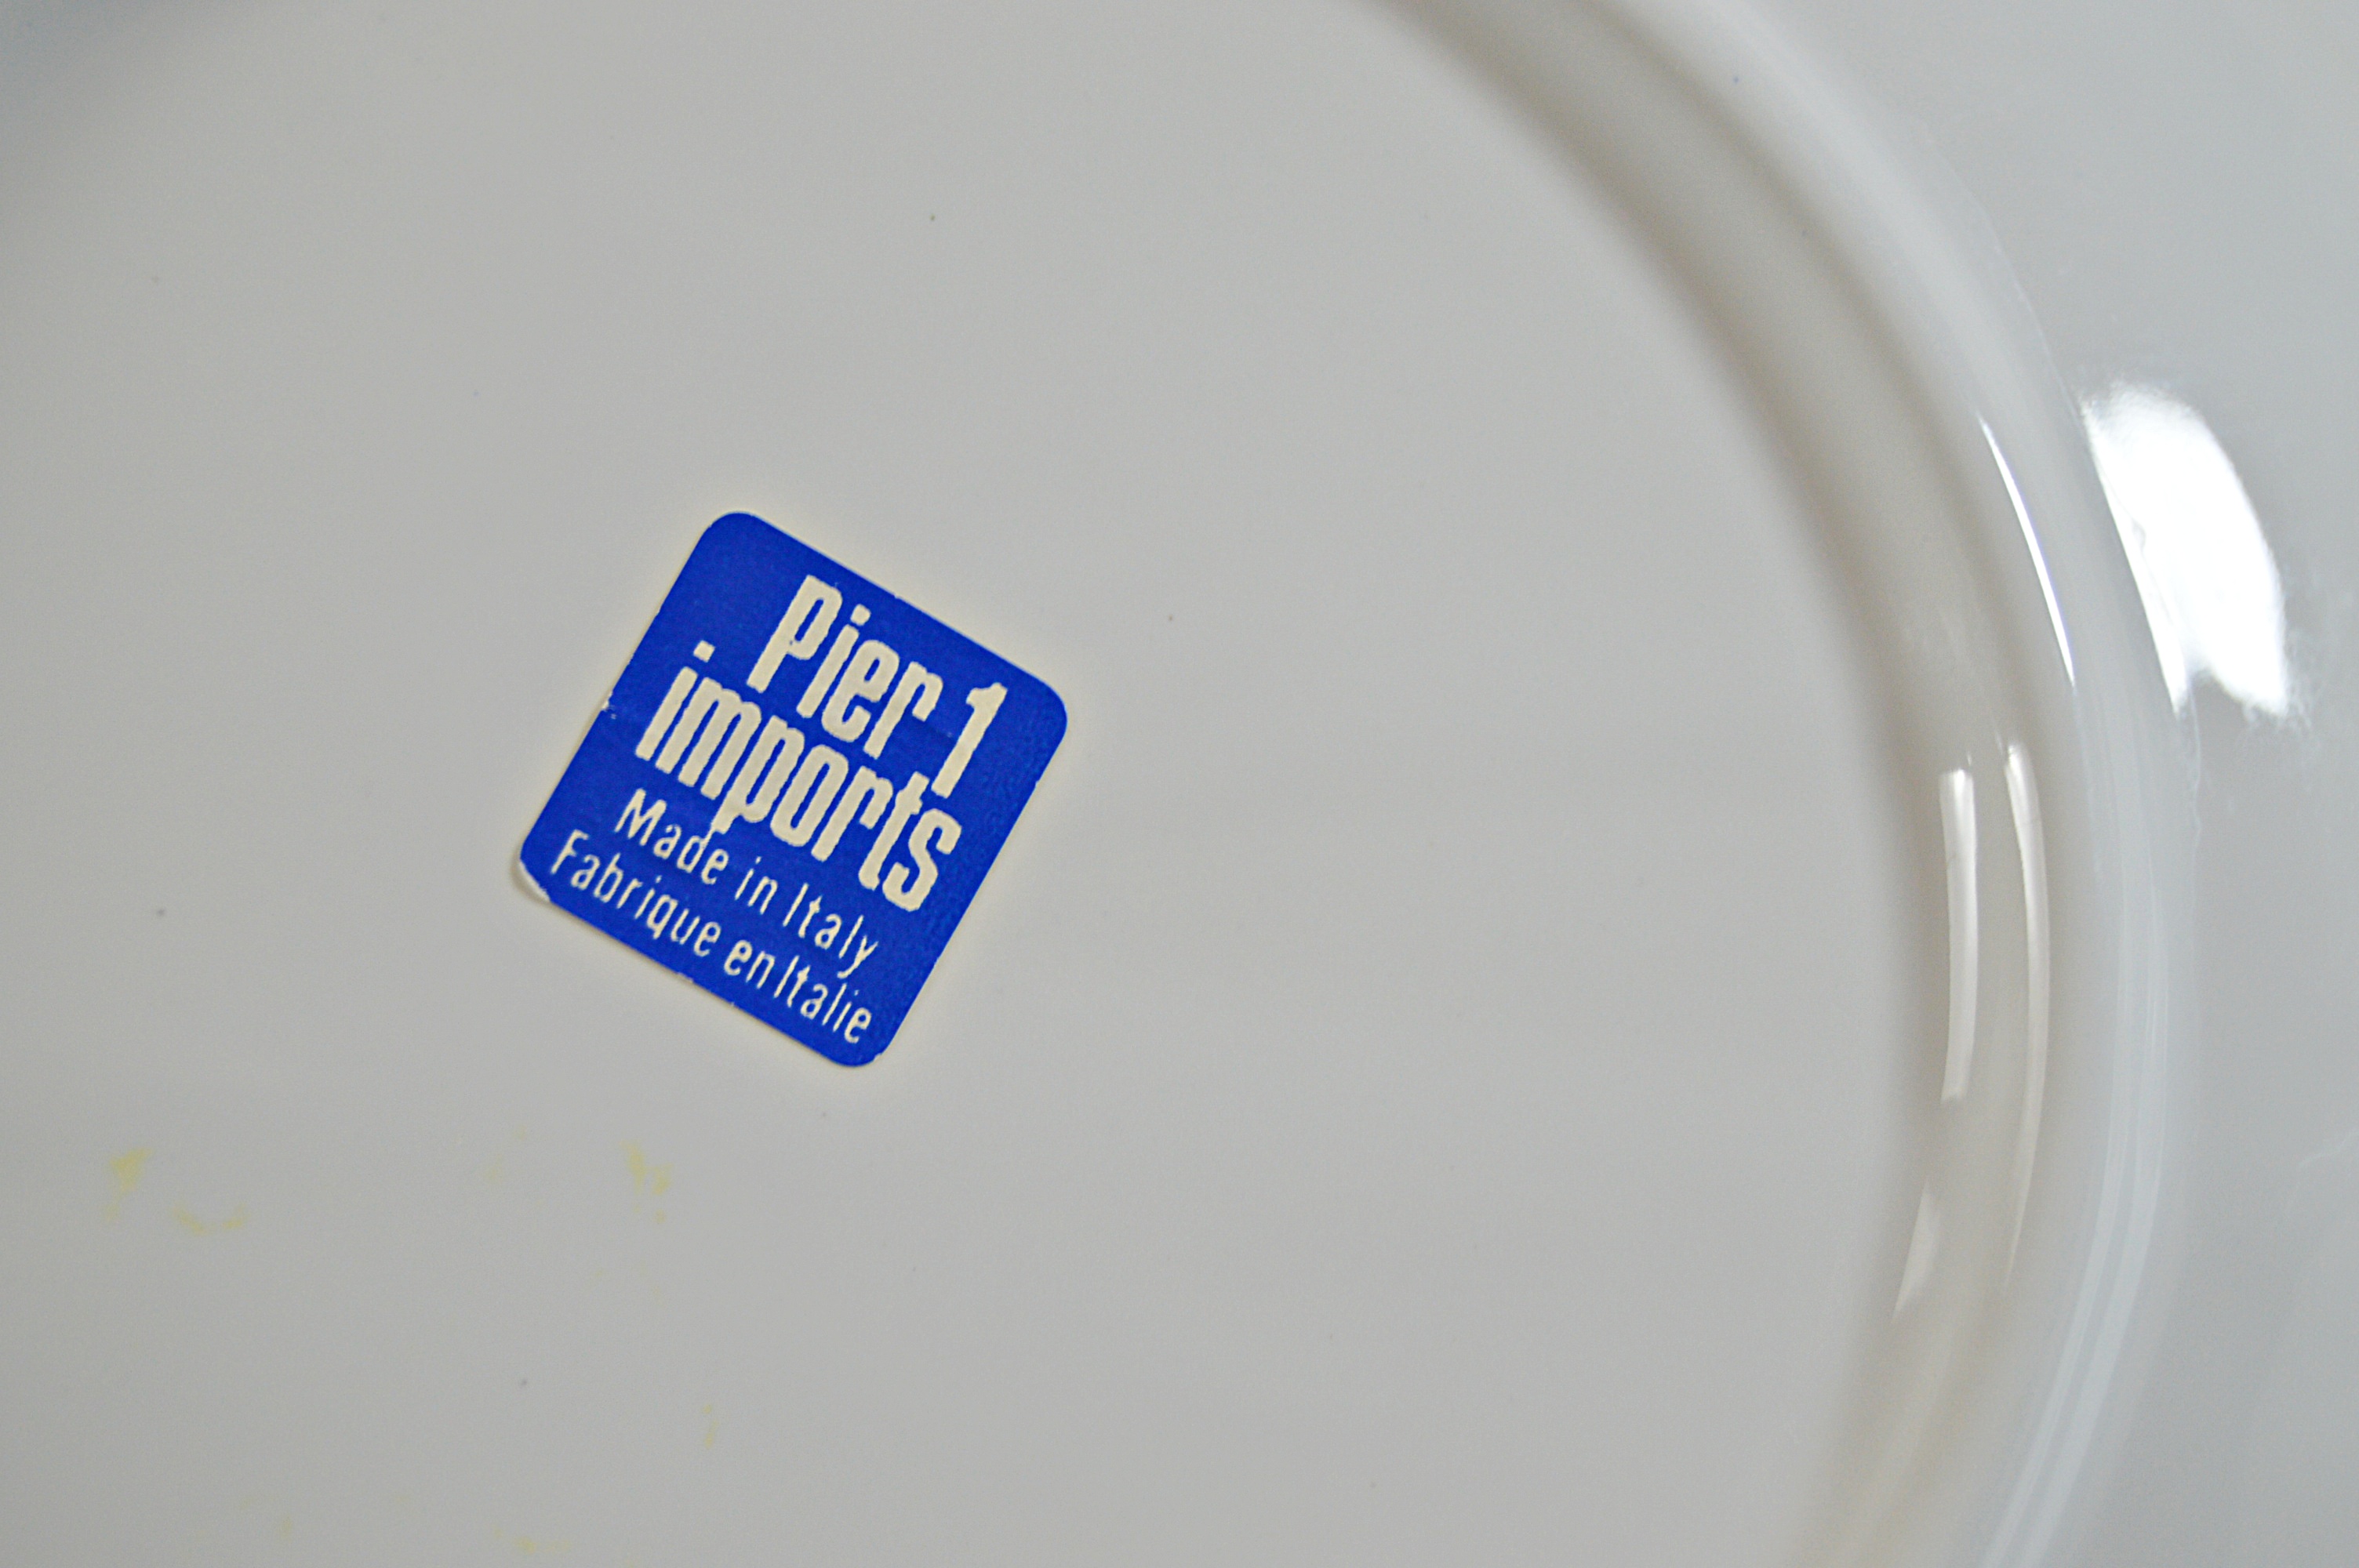 Pier 1
imports
Made in Italy
Fabrique en Italie